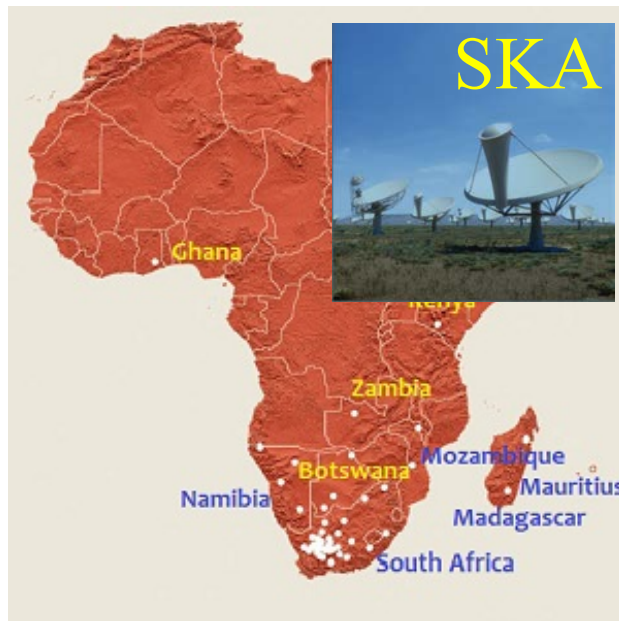 SKA
Ghana
Kenya
Zambia
Mozambique
Botswana
Mauritius
Namibia
Madagascar
South Africa